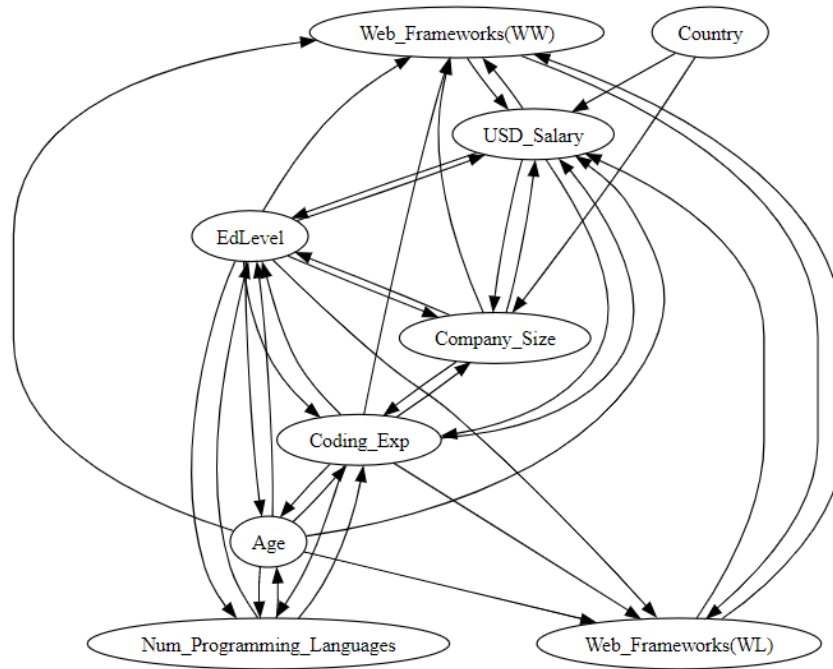 Web_Frameworks(WW)
Country
USD_Salary
EdLevel
Company_Size
Coding_Exp
Age
Num_Programming_Languages
Web_Frameworks(WL)